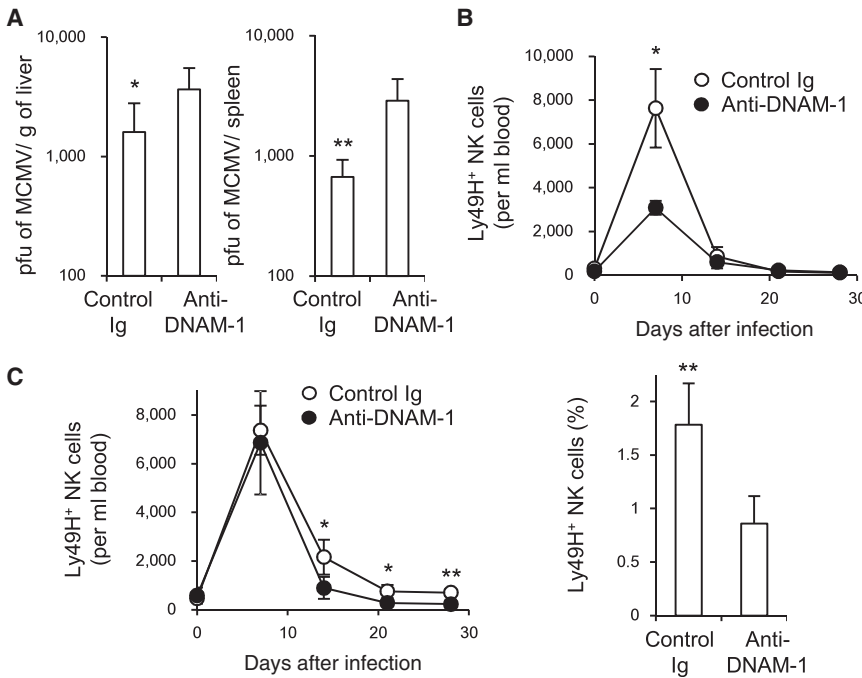 A
pfu of MCMV/ g of liver
10,000
1,000
100
*
Control
Ig
Anti-
DNAM-1
pfu of MCMV/ spleen
10,000
1,000
100
**
Control
Ig
Anti-
DNAM-1
B
Ly49H+ NK cells
(per ml blood)
10,000
8,000
6,000
4,000
2,000
0
*
Control Ig
Anti-DNAM-1
0
10
20
30
Days after infection
C
Ly49H+ NK cells
(per ml blood)
8,000
6,000
4,000
2,000
0
Control Ig
Anti-DNAM-1
*
*
**
0
10
20
30
Days after infection
Ly49H+ NK cells (%)
2
1.5
1
0.5
0
**
Control
Ig
Anti-
DNAM-1